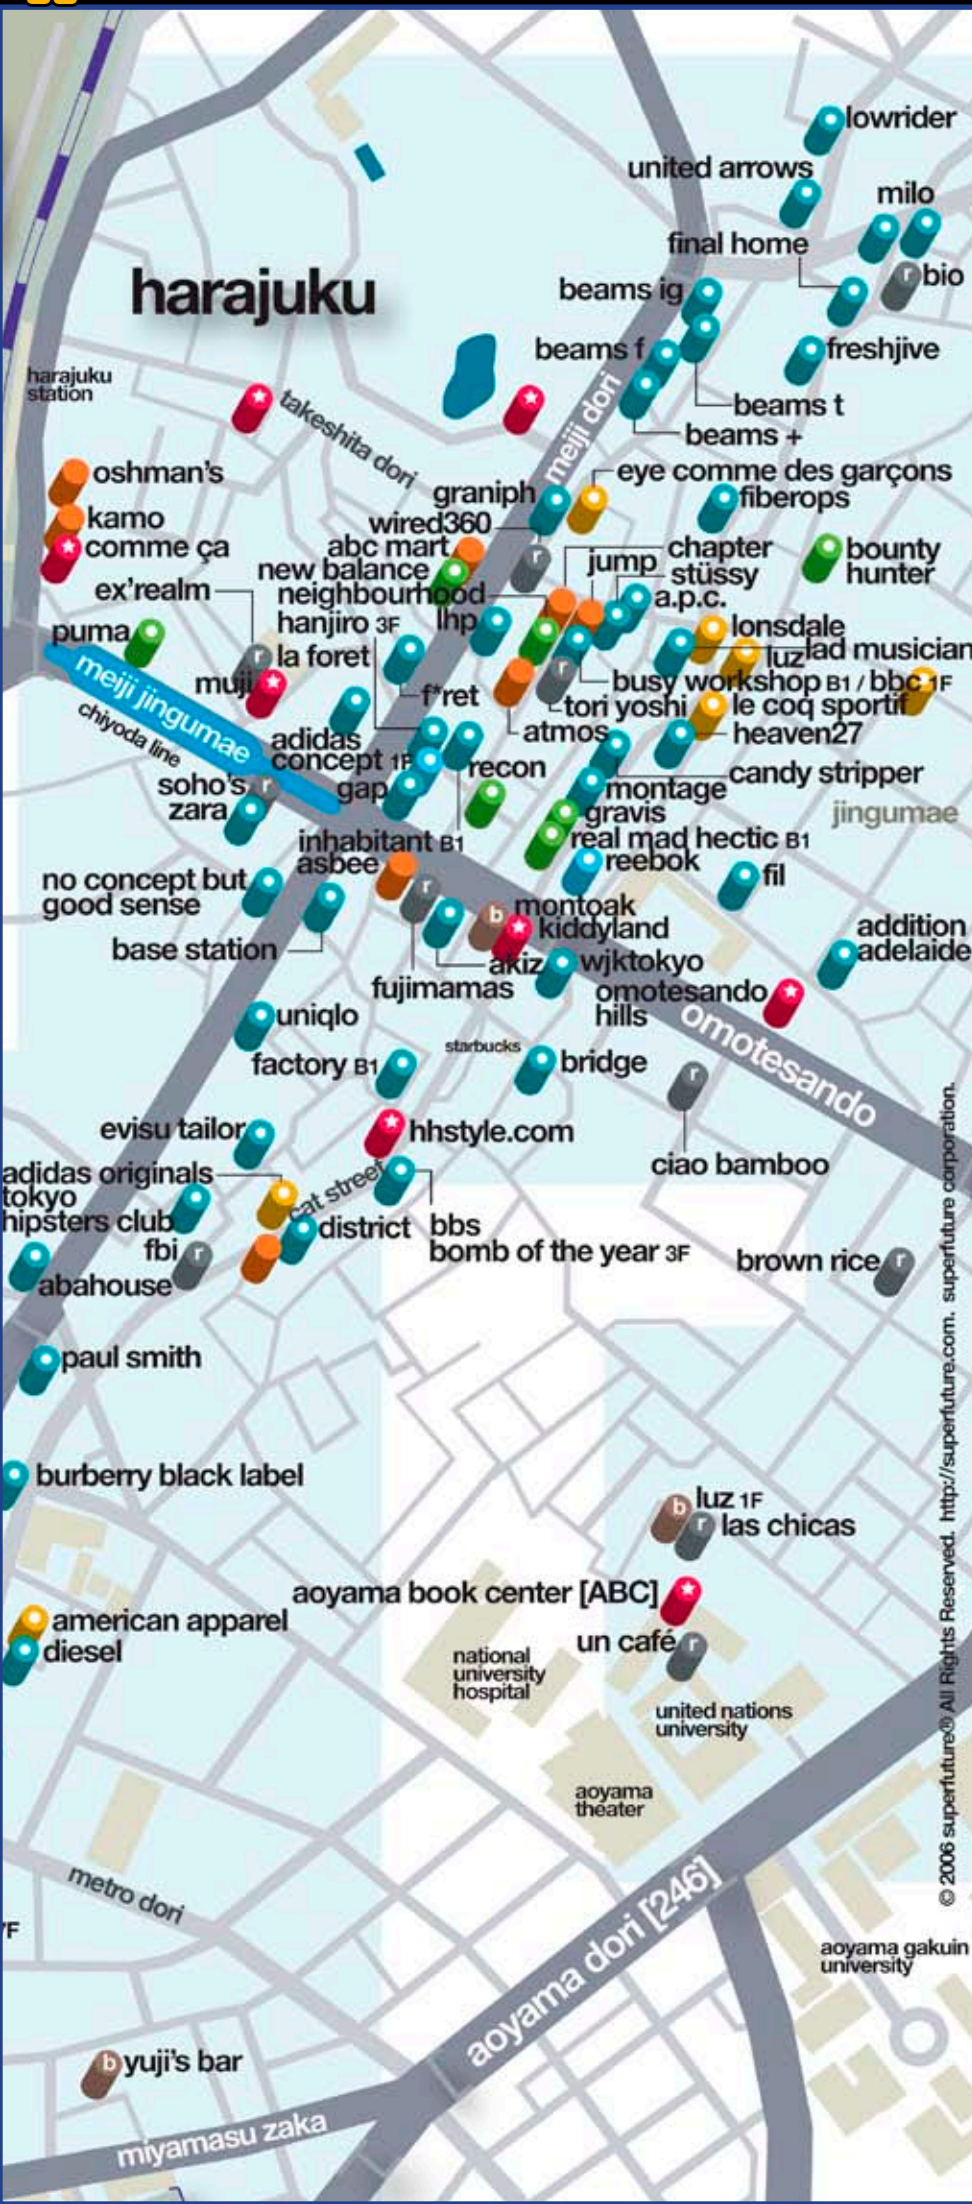 lowrider
united arrows
milo
final home
r bio
beams ig
harajuku
beams f
freshjive
harajuku
station
takeshita dori
meiji dori
beams t
beams +
oshman's
eye comme des garçons
graniph
fiberops
kamo
wired360
comme ça
abc mart
r
chapter
bounty
hunter
new balance
jump
stüssy
ex'realm
neighbourhood
a.p.c.
puma
hanjiro 3F
lhp
lonsdale
r la foret
luz
lad musician
meiji jingumae
muji
f*ret
r
busy workshop B1 / bbc 1F
chiyoda line
tori yoshi
le coq sportif
adidas
concept 1F
atmos
heaven27
soho's r
recon
candy stripper
zara
gap
montage
gravis
jingumae
inhabitant B1
real mad hectic B1
asbee
reebok
no concept but
good sense
r
fil
base station
b montoak
kiddyland
addition
adelaide
akiz
wjktokyo
fujimamas
omotesando
hills
uniqlo
omotesando
starbucks
factory B1
bridge
r
evisu tailor
hhstyle.com
ciao bamboo
adidas originals
tokyo
hipsters club
cat street
district
bbs
bomb of the year 3F
fbi r
abahouse
brown rice r
paul smith
burberry black label
b luz 1F
r las chicas
aoyama book center [ABC]
american apparel
diesel
un café r
national
university
hospital
united nations
university
aoyama
theater
© 2006 superfuture® All Rights Reserved. http://superfuture.com. superfuture corporation.
metro dori
aoyama dori [246]
aoyama gakuin
university
b yuji's bar
miyamasu zaka